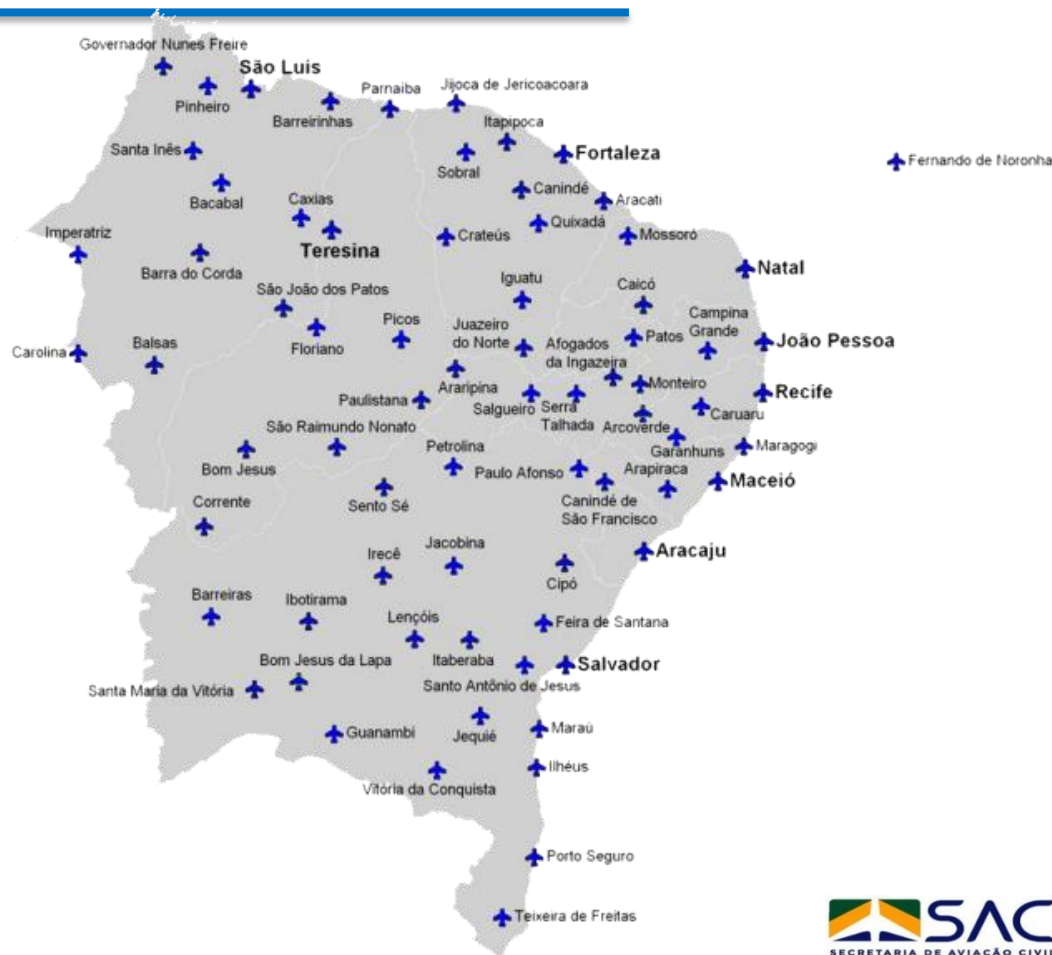 Governador Nunes Freire
São Luis
Pinheiro
Barreirinhas
Parnaiba
Jijoca de Jericoacoara
Itapipoca
Santa Inês
Sobral
Fortaleza
Fernando de Noronha
Bacabal
Caxias
Canindé
Aracati
Imperatriz
Teresina
Crateús
Quixadá
Mossoró
Barra do Corda
Natal
São João dos Patos
Iguatu
Caicó
Floriano
Picos
Juazeiro
do Norte
Afogados
da Ingazeira
Patos
Campina
Grande
João Pessoa
Carolina
Balsas
Araripina
Monteiro
Recife
Paulistana
Salgueiro
Serra
Talhada
Arcoverde
Caruaru
São Raimundo Nonato
Garanhuns
Maragogi
Bom Jesus
Petrolina
Paulo Afonso
Arapiraca
Maceió
Corrente
Sento Sé
Canindé de
São Francisco
Irecê
Jacobina
Aracaju
Cipó
Barreiras
Ibotirama
Lençóis
Feira de Santana
Bom Jesus da Lapa
Itaberaba
Salvador
Santa Maria da Vitória
Santo Antônio de Jesus
Guanambi
Jequié
Maraú
Ilhéus
Vitória da Conquista
Porto Seguro
Teixeira de Freitas
SAC
SECRETARIA DE AVIAÇÃO CIVIL